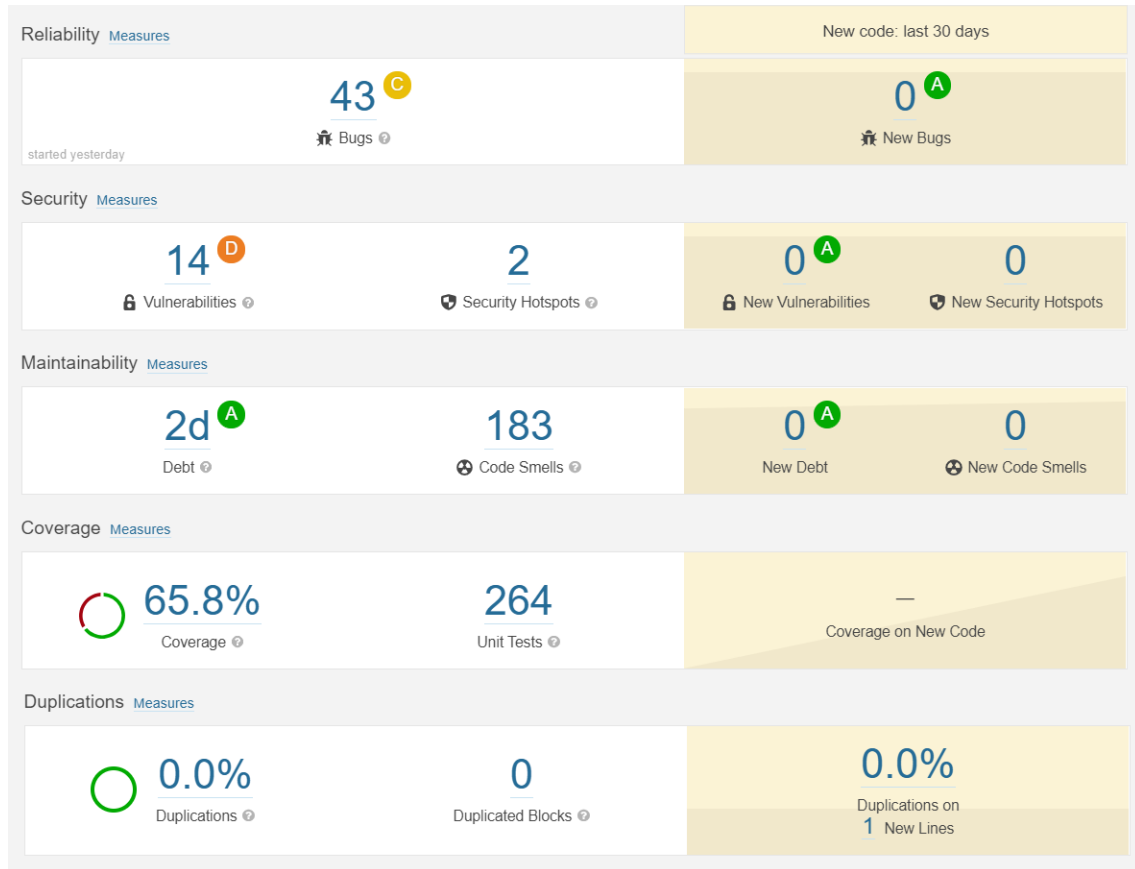 Reliability Measures
New code: last 30 days
43 C
0 A
Bugs ?
New Bugs
started yesterday
Security Measures
14 D
2
0 A
0
Vulnerabilities ?
Security Hotspots ?
New Vulnerabilities
New Security Hotspots
Maintainability Measures
2d A
183
0 A
0
Debt ?
Code Smells ?
New Debt
New Code Smells
Coverage Measures
65.8%
264
—
Coverage ?
Unit Tests ?
Coverage on New Code
Duplications Measures
0.0%
0
0.0%
Duplications ?
Duplicated Blocks ?
Duplications on
1 New Lines